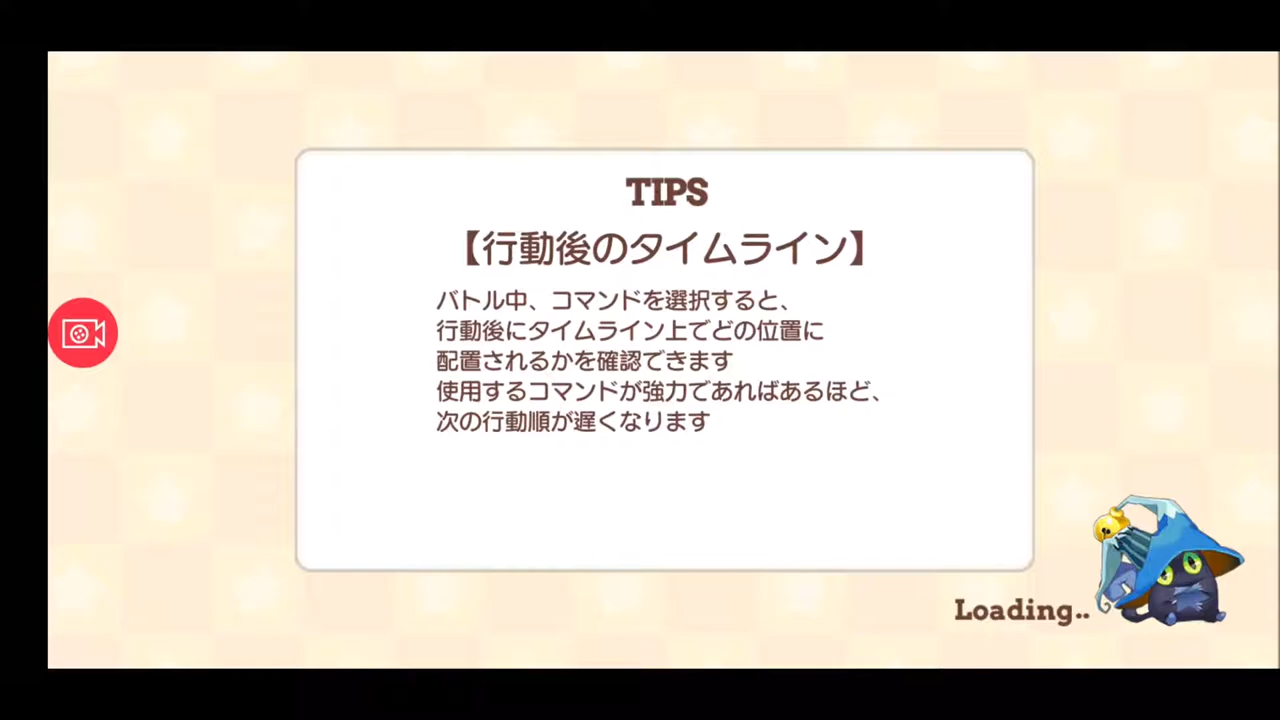 TIPS
【行動後のタイムライン】
バトル中、コマンドを選択すると、
行動後にタイムライン上でどの位置に
配置されるかを確認できます
使用するコマンドが強力であればあるほど、
次の行動順が遅くなります
Loading..